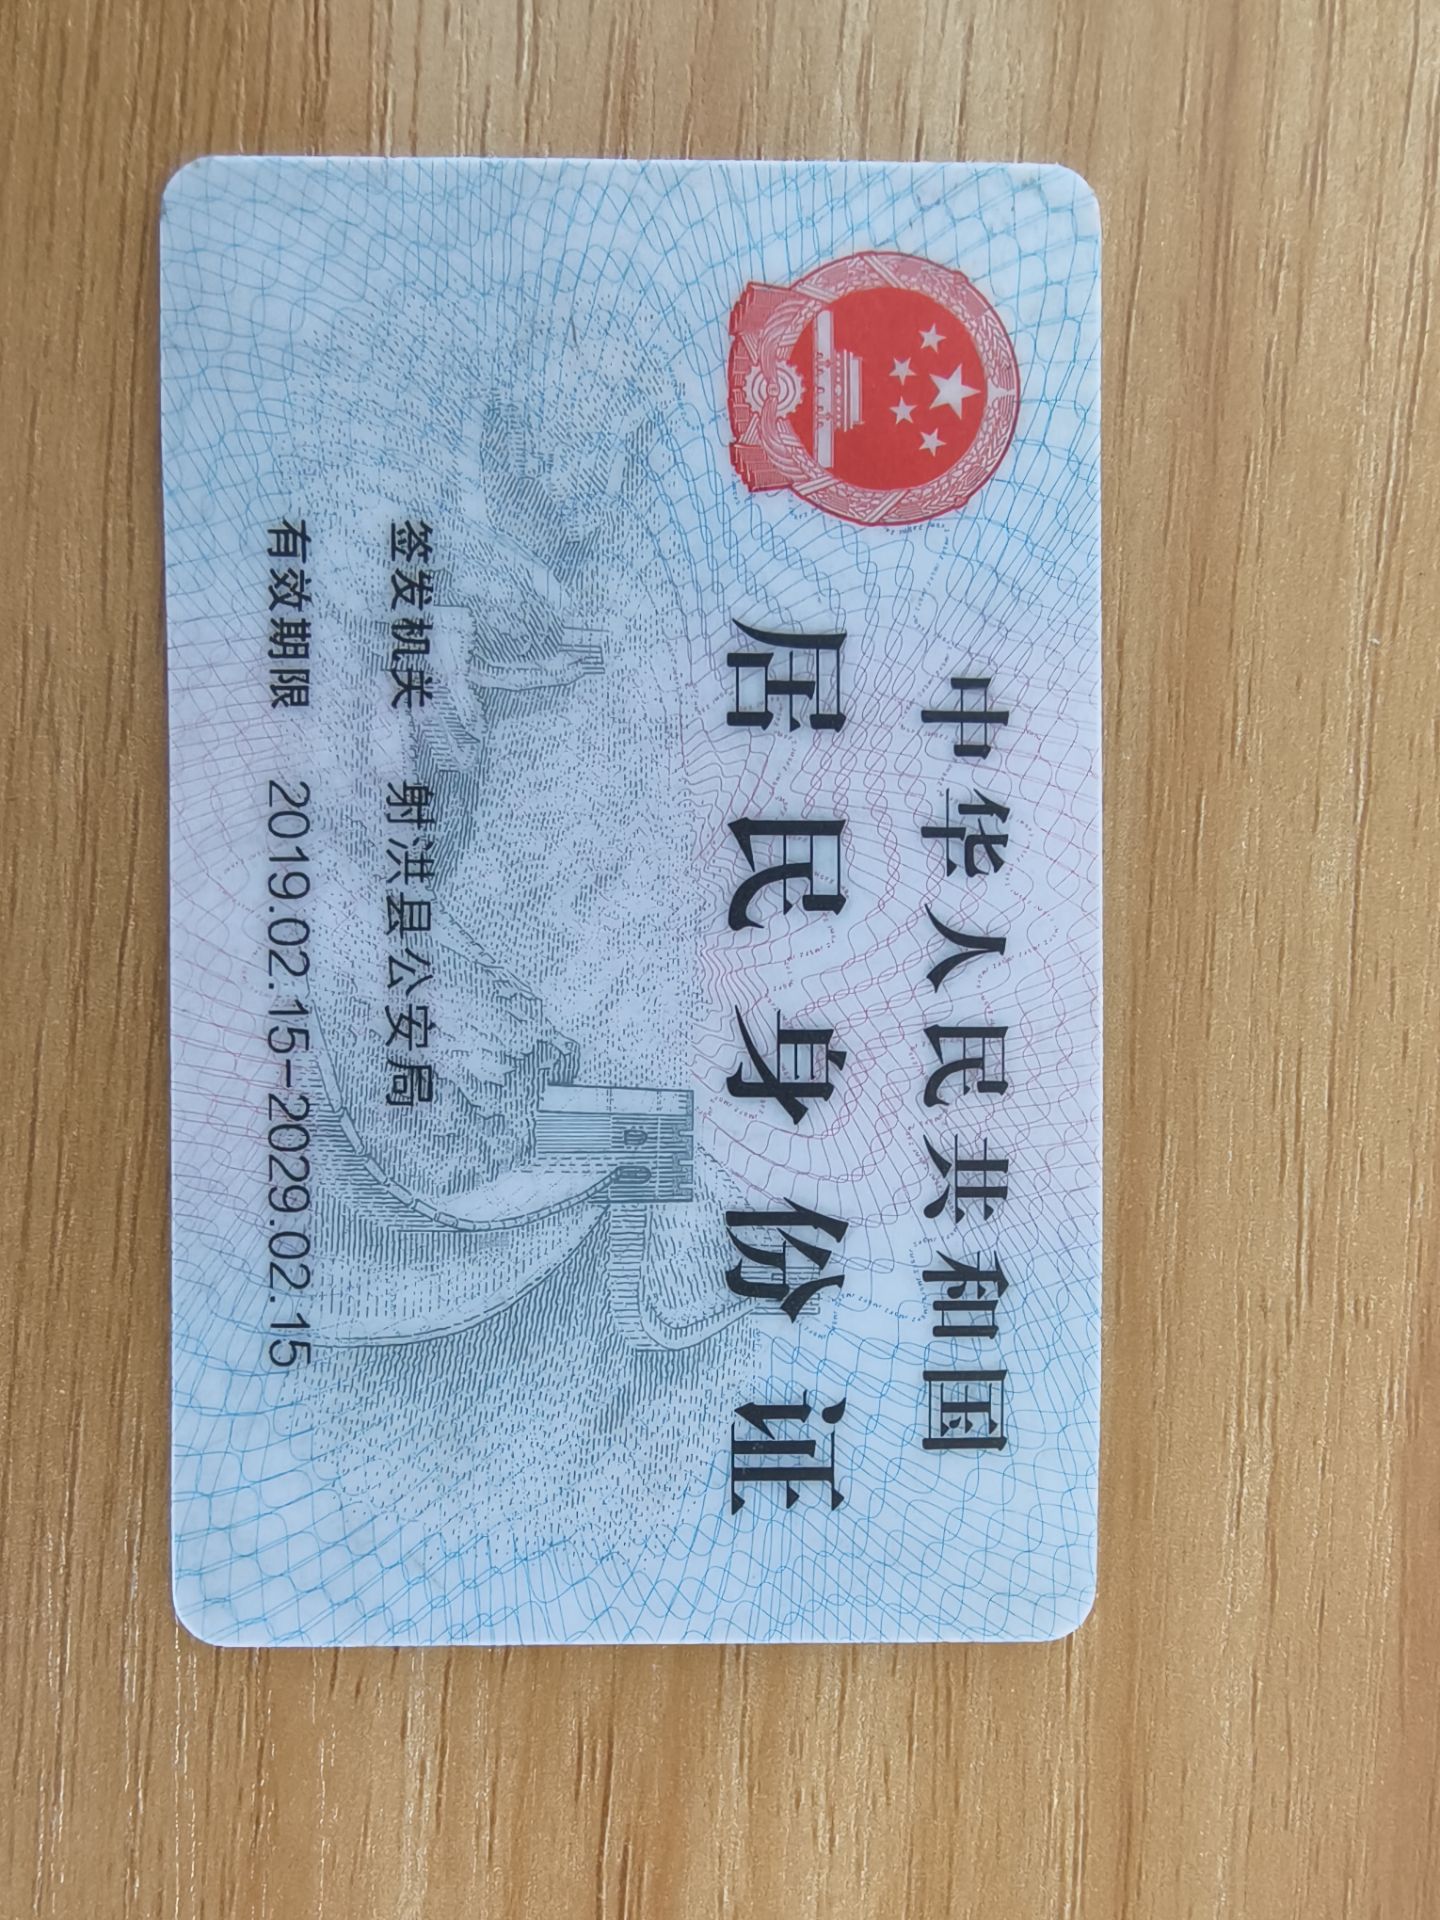 中华人民共和国
居民身份证
签发机关 射洪县公安局
有效期限 2019.02.15-2029.02.15